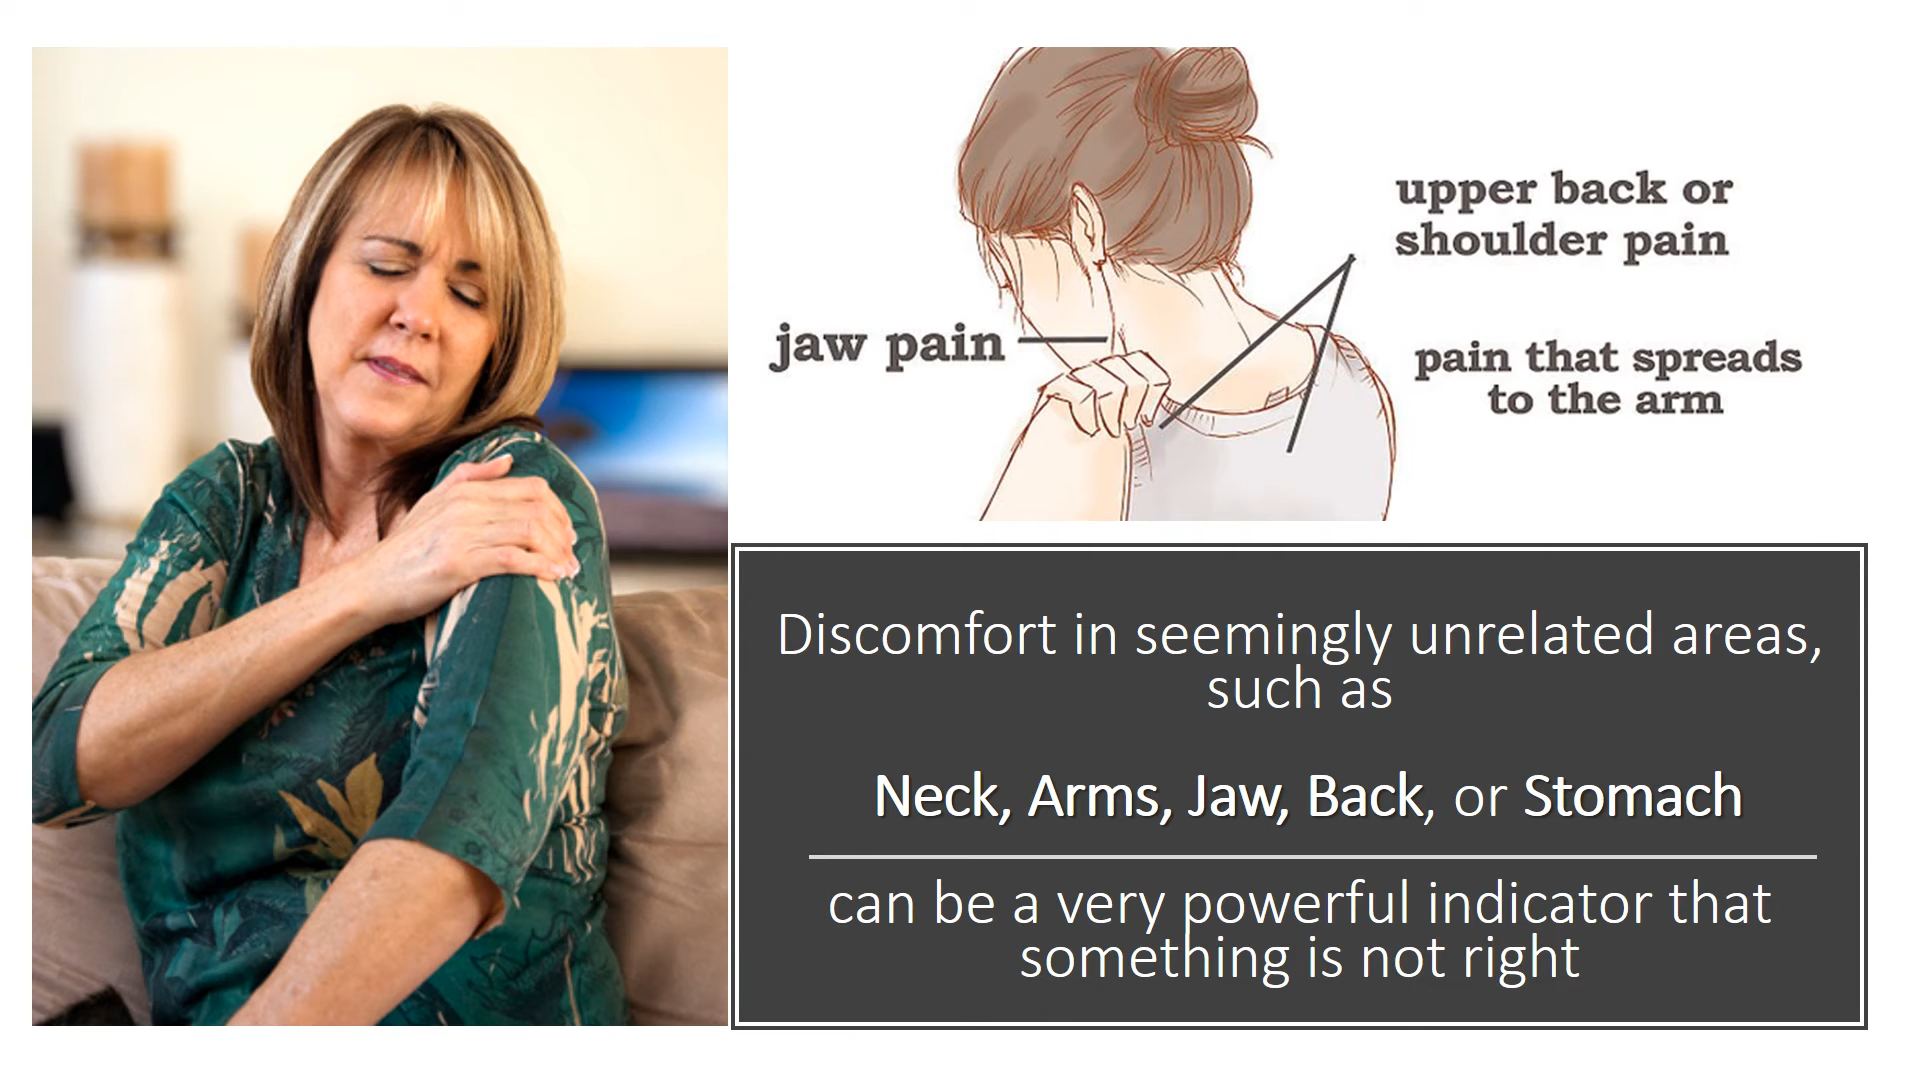 upper back or
shoulder pain
jaw pain
pain that spreads
to the arm
Discomfort in seemingly unrelated areas,
such as
Neck, Arms, Jaw, Back, or Stomach
can be a very powerful indicator that
something is not right